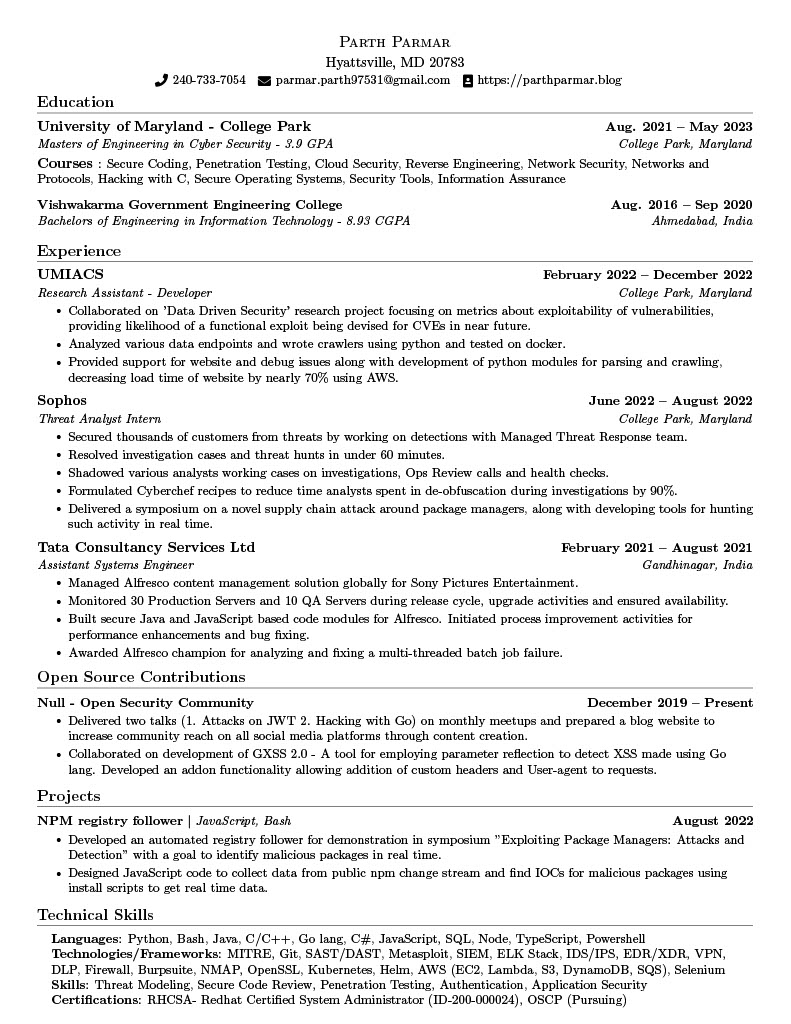 Parth Parmar
Hyattsville, MD 20783
240-733-7054 parmar.parth97531@gmail.com https://parthparmar.blog
Education
University of Maryland - College Park Aug. 2021 – May 2023
Masters of Engineering in Cyber Security - 3.9 GPA College Park, Maryland
Courses : Secure Coding, Penetration Testing, Cloud Security, Reverse Engineering, Network Security, Networks and
Protocols, Hacking with C, Secure Operating Systems, Security Tools, Information Assurance
Vishwakarma Government Engineering College Aug. 2016 – Sep 2020
Bachelors of Engineering in Information Technology - 8.93 CGPA Ahmedabad, India
Experience
UMIACS February 2022 – December 2022
Research Assistant - Developer College Park, Maryland
• Collaborated on 'Data Driven Security' research project focusing on metrics about exploitability of vulnerabilities,
providing likelihood of a functional exploit being devised for CVEs in near future.
• Analyzed various data endpoints and wrote crawlers using python and tested on docker.
• Provided support for website and debug issues along with development of python modules for parsing and crawling,
decreasing load time of website by nearly 70% using AWS.
Sophos June 2022 – August 2022
Threat Analyst Intern College Park, Maryland
• Secured thousands of customers from threats by working on detections with Managed Threat Response team.
• Resolved investigation cases and threat hunts in under 60 minutes.
• Shadowed various analysts working cases on investigations, Ops Review calls and health checks.
• Formulated Cyberchef recipes to reduce time analysts spent in de-obfuscation during investigations by 90%.
• Delivered a symposium on a novel supply chain attack around package managers, along with developing tools for hunting
such activity in real time.
Tata Consultancy Services Ltd February 2021 – August 2021
Assistant Systems Engineer Gandhinagar, India
• Managed Alfresco content management solution globally for Sony Pictures Entertainment.
• Monitored 30 Production Servers and 10 QA Servers during release cycle, upgrade activities and ensured availability.
• Built secure Java and JavaScript based code modules for Alfresco. Initiated process improvement activities for
performance enhancements and bug fixing.
• Awarded Alfresco champion for analyzing and fixing a multi-threaded batch job failure.
Open Source Contributions
Null - Open Security Community December 2019 – Present
• Delivered two talks (1. Attacks on JWT 2. Hacking with Go) on monthly meetups and prepared a blog website to
increase community reach on all social media platforms through content creation.
• Collaborated on development of GXSS 2.0 - A tool for employing parameter reflection to detect XSS made using Go
lang. Developed an addon functionality allowing addition of custom headers and User-agent to requests.
Projects
NPM registry follower | JavaScript, Bash August 2022
• Developed an automated registry follower for demonstration in symposium "Exploiting Package Managers: Attacks and
Detection" with a goal to identify malicious packages in real time.
• Designed JavaScript code to collect data from public npm change stream and find IOCs for malicious packages using
install scripts to get real time data.
Technical Skills
Languages: Python, Bash, Java, C/C++, Go lang, C#, JavaScript, SQL, Node, TypeScript, Powershell
Technologies/Frameworks: MITRE, Git, SAST/DAST, Metasploit, SIEM, ELK Stack, IDS/IPS, EDR/XDR, VPN,
DLP, Firewall, Burpsuite, NMAP, OpenSSL, Kubernetes, Helm, AWS (EC2, Lambda, S3, DynamoDB, SQS), Selenium
Skills: Threat Modeling, Secure Code Review, Penetration Testing, Authentication, Application Security
Certifications: RHCSA- Redhat Certified System Administrator (ID-200-000024), OSCP (Pursuing)